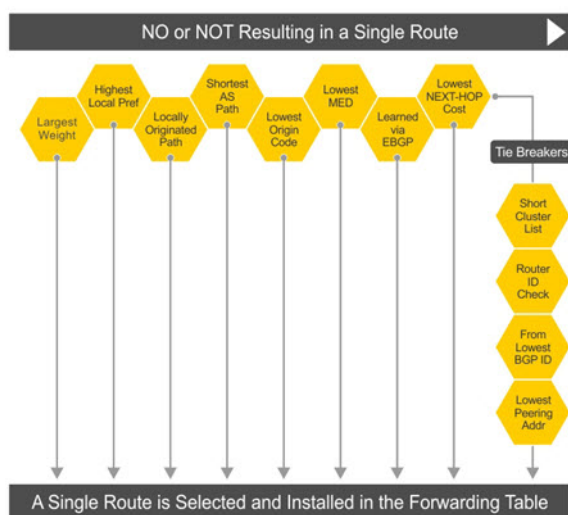 NO or NOT Resulting in a Single Route
Largest
Weight
Highest
Local Pref
Locally
Originated
Path
Shortest
AS
Path
Lowest
Origin
Code
Lowest
MED
Learned
via
EBGP
Lowest
NEXT-HOP
Cost
Tie Breakers
Short
Cluster
List
Router
ID
Check
From
Lowest
BGP ID
Lowest
Peering
Addr
A Single Route is Selected and Installed in the Forwarding Table